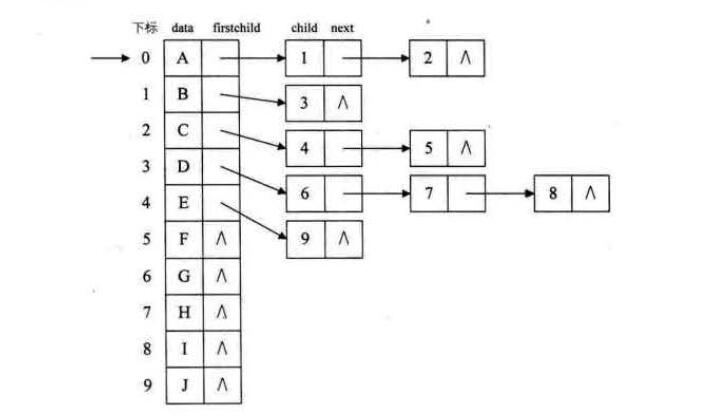 下标 data firstchild child next
0 A 1 2 ∧
1 B 3 ∧
2 C 4 5 ∧
3 D 6 7 8 ∧
4 E 9 ∧
5 F ∧
6 G ∧
7 H ∧
8 I ∧
9 J ∧